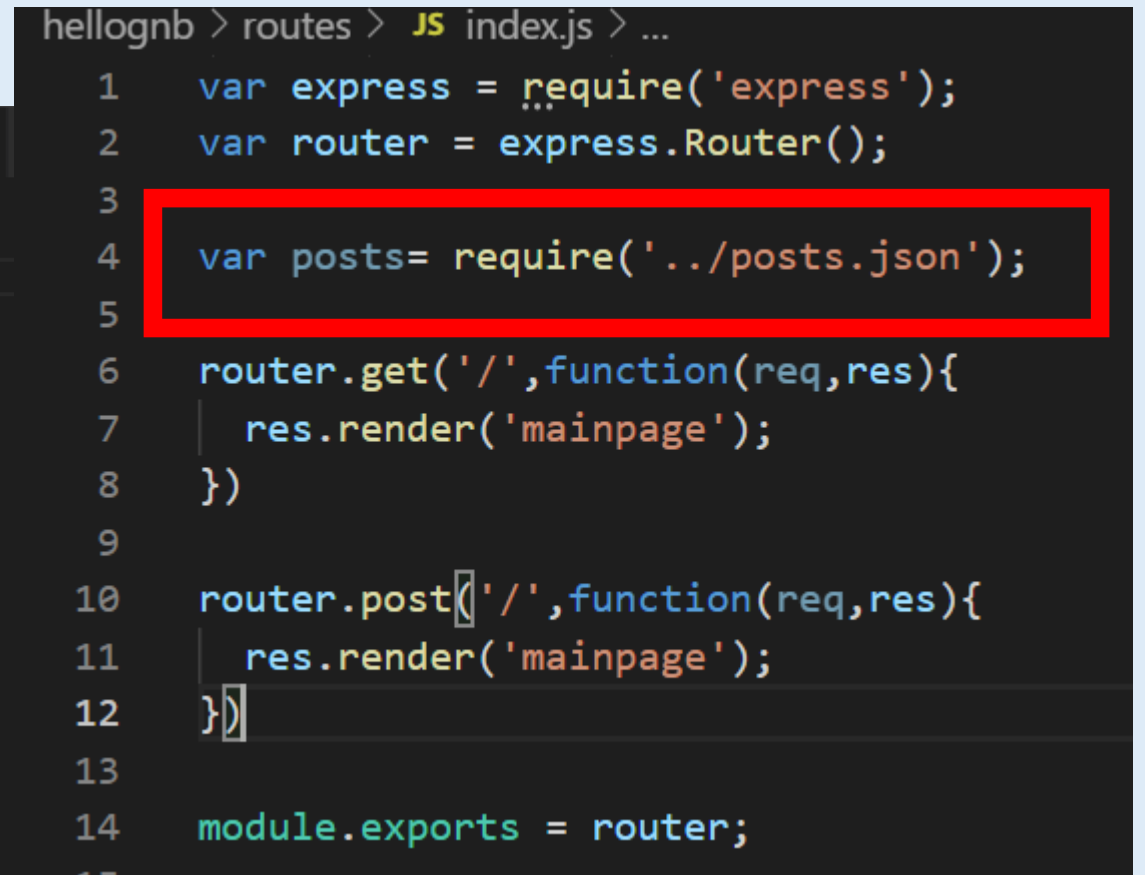 hellognb > routes > JS index.js > ...
1 var express = require('express');
2 var router = express.Router();
3
4 var posts= require('../posts.json');
5
6 router.get('/',function(req,res){
7 res.render('mainpage');
8 })
9
10 router.post('/',function(req,res){
11 res.render('mainpage');
12 })
13
14 module.exports = router;